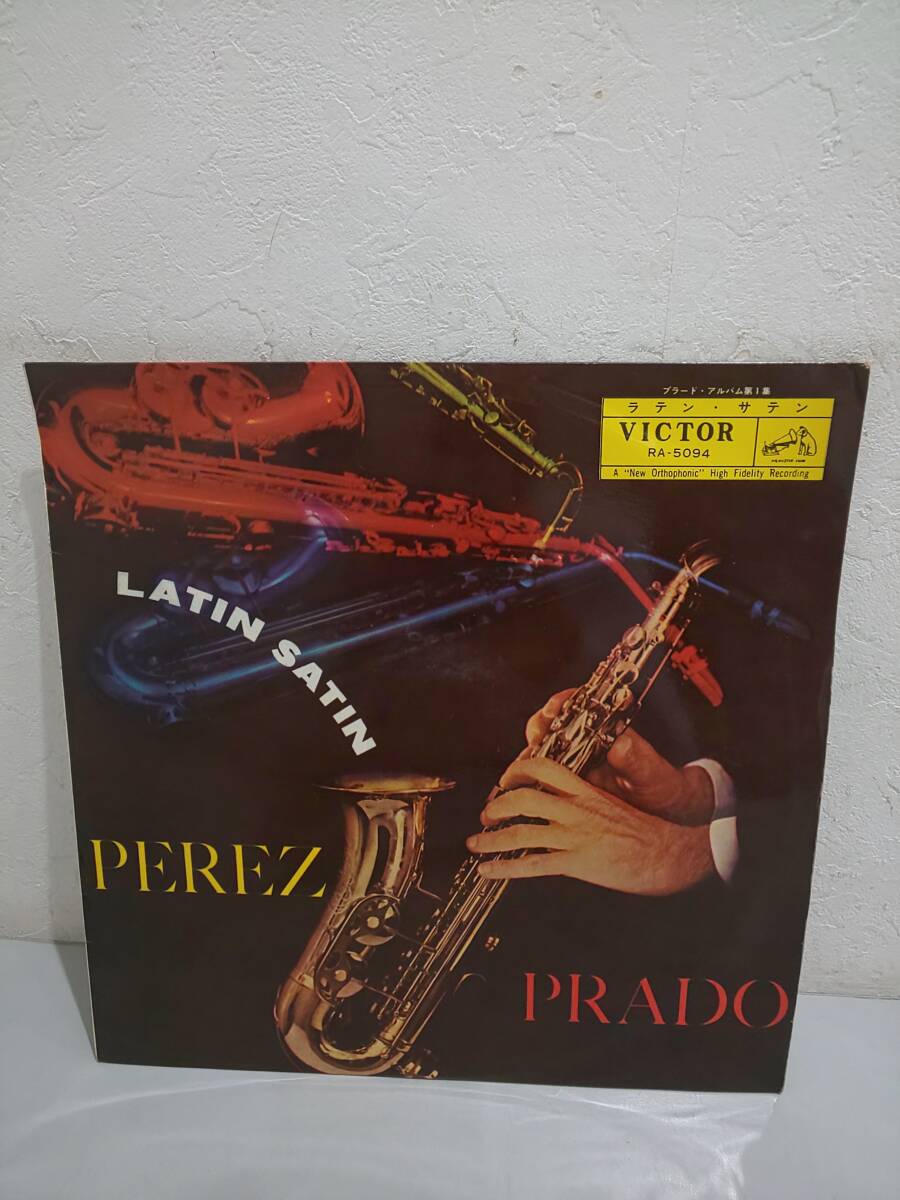 プラード・アルバム第1集
ラテン・サテン
VICTOR
RA-5094
A "New Orthophonic" High Fidelity Recording
LATIN SATIN
PEREZ
PRADO